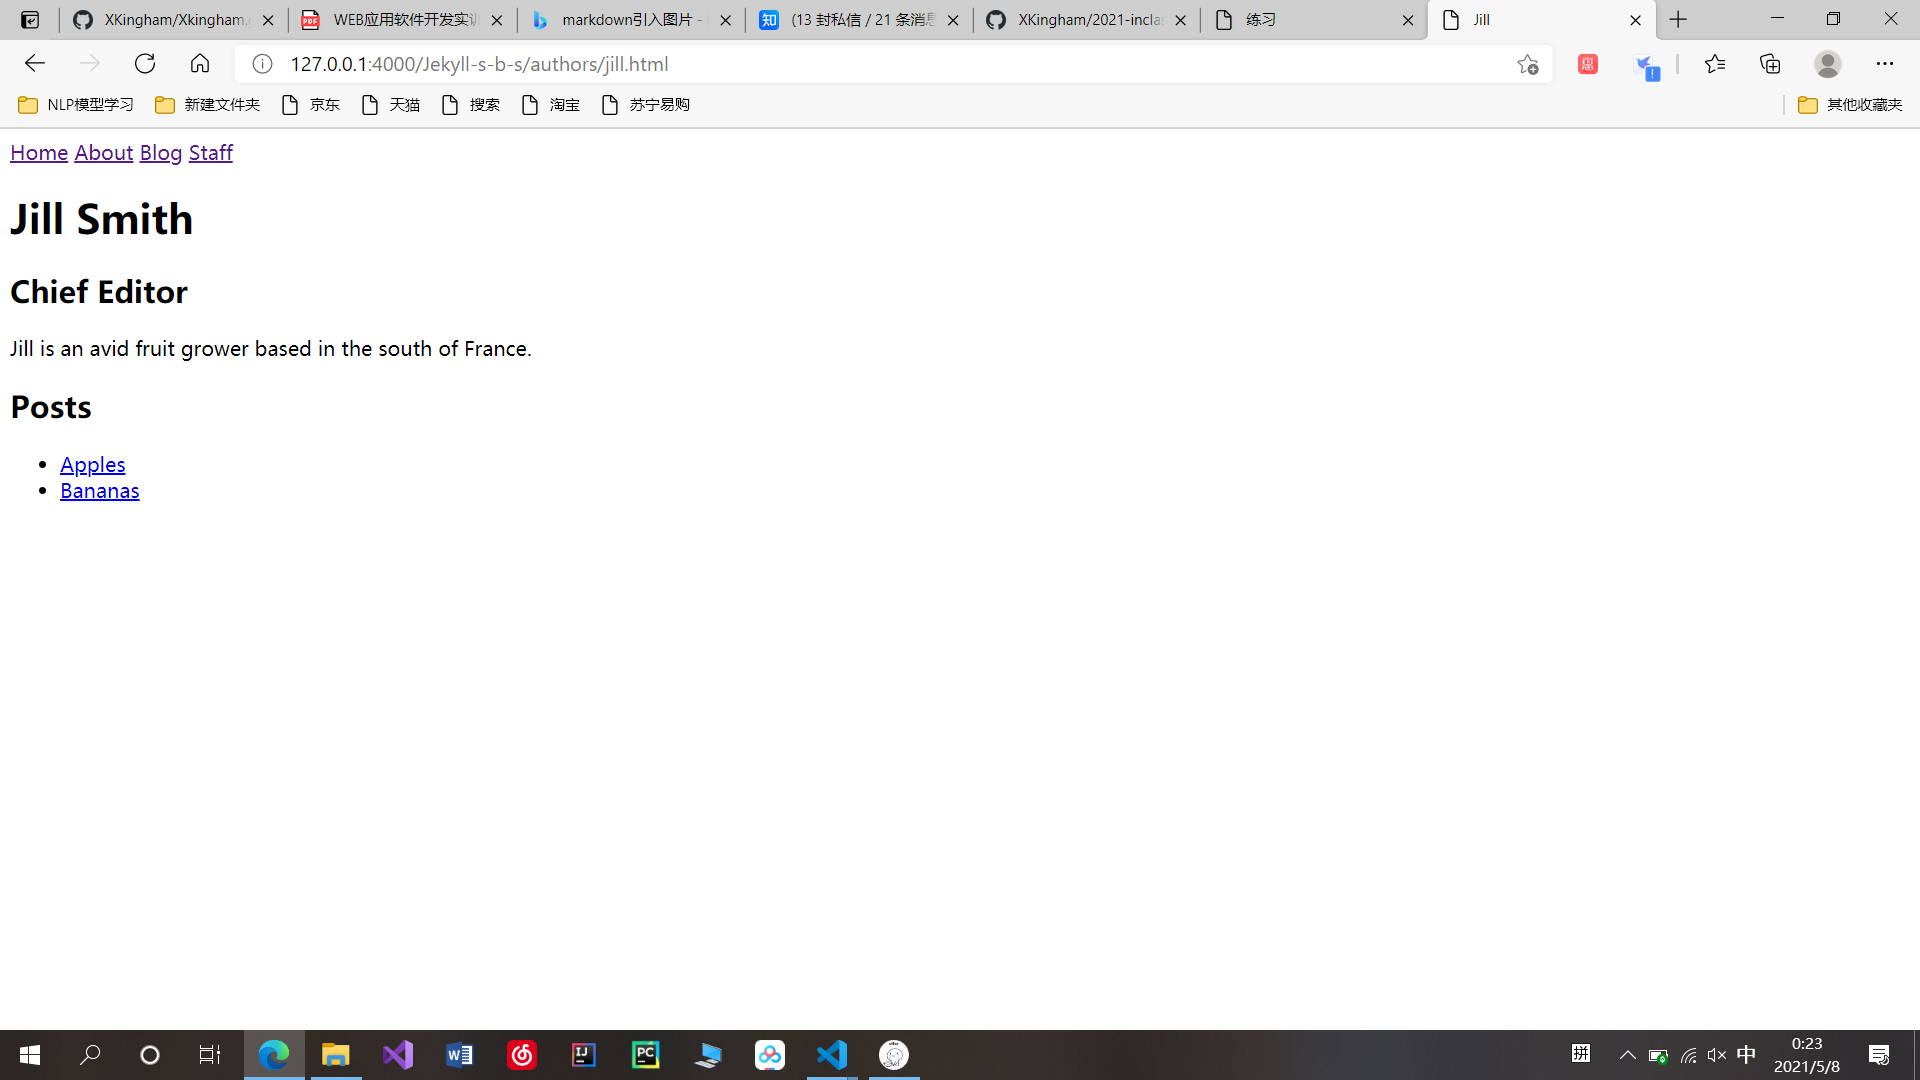 XKingham/Xkingham.
WEB应用软件开发实训
markdown引入图片 -
(13 封私信 / 21 条消息
XKingham/2021-inclas
练习
Jill
127.0.0.1:4000/Jekyll-s-b-s/authors/jill.html
NLP模型学习
新建文件夹
京东
天猫
搜索
淘宝
苏宁易购
其他收藏夹
Home About Blog Staff
Jill Smith
Chief Editor
Jill is an avid fruit grower based in the south of France.
Posts
Apples
Bananas
拼
中
0:23
2021/5/8